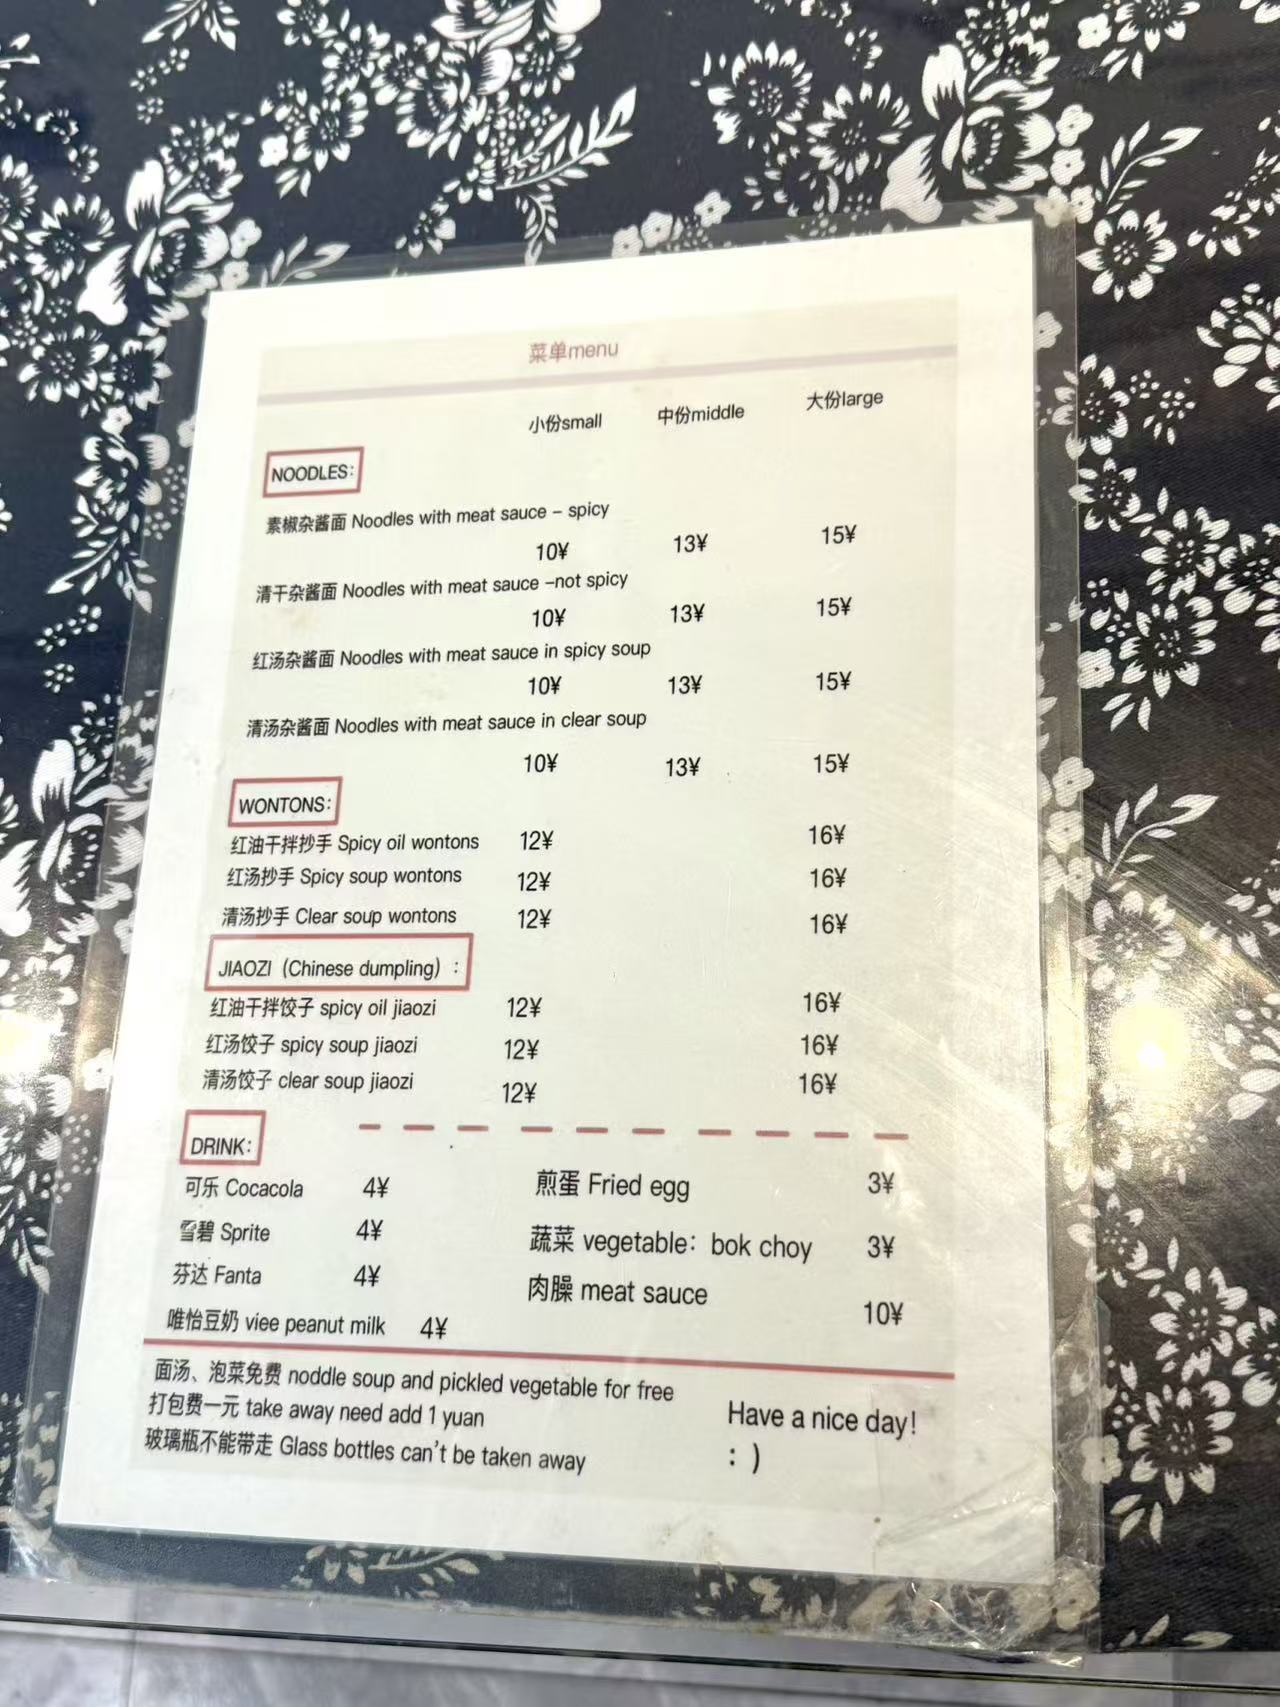 菜单menu
小份small 中份middle 大份large
NOODLES:
素椒杂酱面 Noodles with meat sauce – spicy
10¥ 13¥ 15¥
清干杂酱面 Noodles with meat sauce –not spicy
10¥ 13¥ 15¥
红汤杂酱面 Noodles with meat sauce in spicy soup
10¥ 13¥ 15¥
清汤杂酱面 Noodles with meat sauce in clear soup
10¥ 13¥ 15¥
WONTONS:
红油干拌抄手 Spicy oil wontons 12¥ 16¥
红汤抄手 Spicy soup wontons 12¥ 16¥
清汤抄手 Clear soup wontons 12¥ 16¥
JIAOZI（Chinese dumpling）:
红油干拌饺子 spicy oil jiaozi 12¥ 16¥
红汤饺子 spicy soup jiaozi 12¥ 16¥
清汤饺子 clear soup jiaozi 12¥ 16¥
DRINK:
可乐 Cocacola 4¥
雪碧 Sprite 4¥
芬达 Fanta 4¥
唯怡豆奶 viee peanut milk 4¥
煎蛋 Fried egg 3¥
蔬菜 vegetable：bok choy 3¥
肉臊 meat sauce
10¥
面汤、泡菜免费 noddle soup and pickled vegetable for free
打包费一元 take away need add 1 yuan
玻璃瓶不能带走 Glass bottles can't be taken away
Have a nice day!
: )